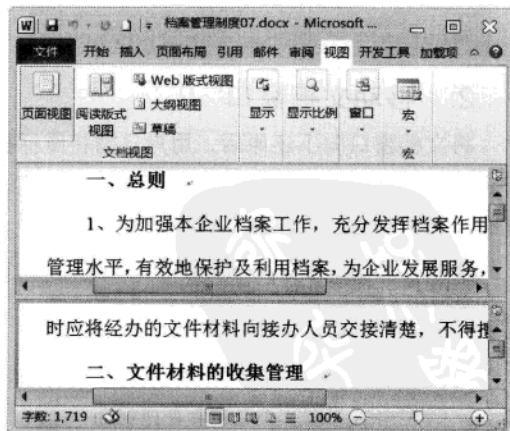 档案管理制度07.docx - Microsoft ...
文件 开始 插入 页面布局 引用 邮件 审阅 视图 开发工具 加载项
页面视图 阅读版式视图 Web 版式视图 大纲视图 草稿 显示 显示比例 窗口 宏
文档视图 宏
一、总则
1、为加强本企业档案工作，充分发挥档案作用
管理水平，有效地保护及利用档案，为企业发展服务，
时应将经办的文件材料向接办人员交接清楚，不得
二、文件材料的收集管理
字数: 1,719 100%